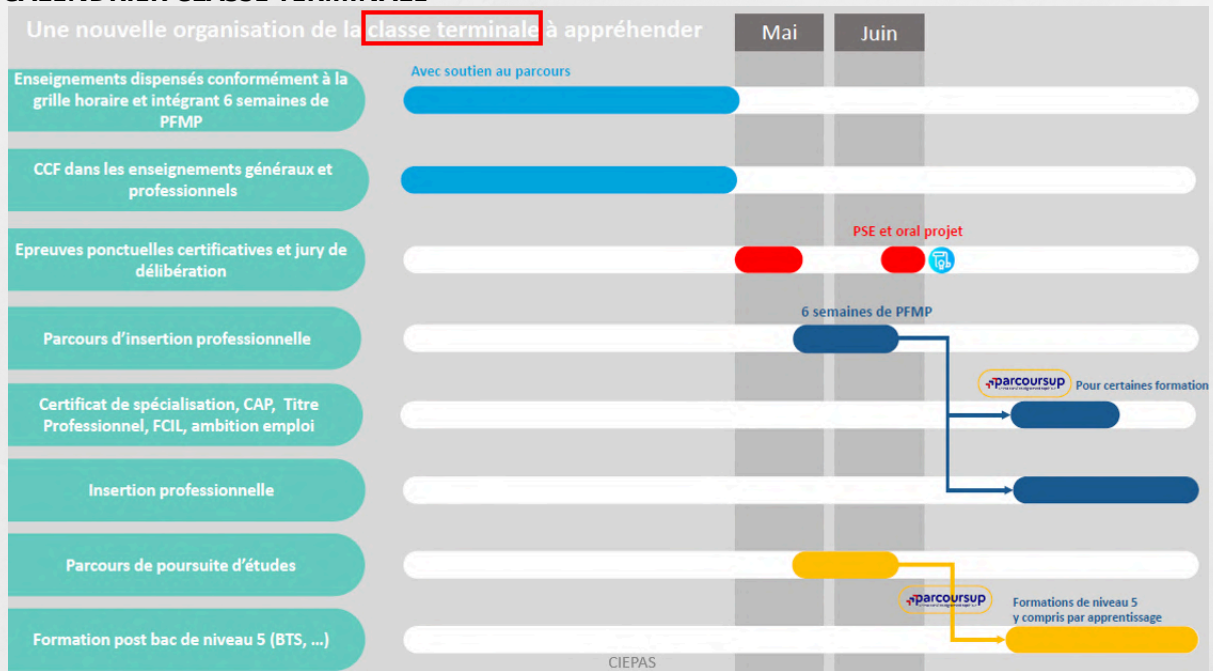 CALENDRIER CLASSE TERMINALE
Une nouvelle organisation de la classe terminale à appréhender
Mai
Juin
Enseignements dispensés conformément à la
grille horaire et intégrant 6 semaines de
PFMP
Avec soutien au parcours
CCF dans les enseignements généraux et
professionnels
Epreuves ponctuelles certificatives et jury de
délibération
PSE et oral projet
Parcours d'insertion professionnelle
6 semaines de PFMP
Certificat de spécialisation, CAP, Titre
Professionnel, FCIL, ambition emploi
parcoursup
Pour certaines formation
Insertion professionnelle
Parcours de poursuite d'études
parcoursup
Formations de niveau 5
y compris par apprentissage
Formation post bac de niveau 5 (BTS, ...)
CIEPAS